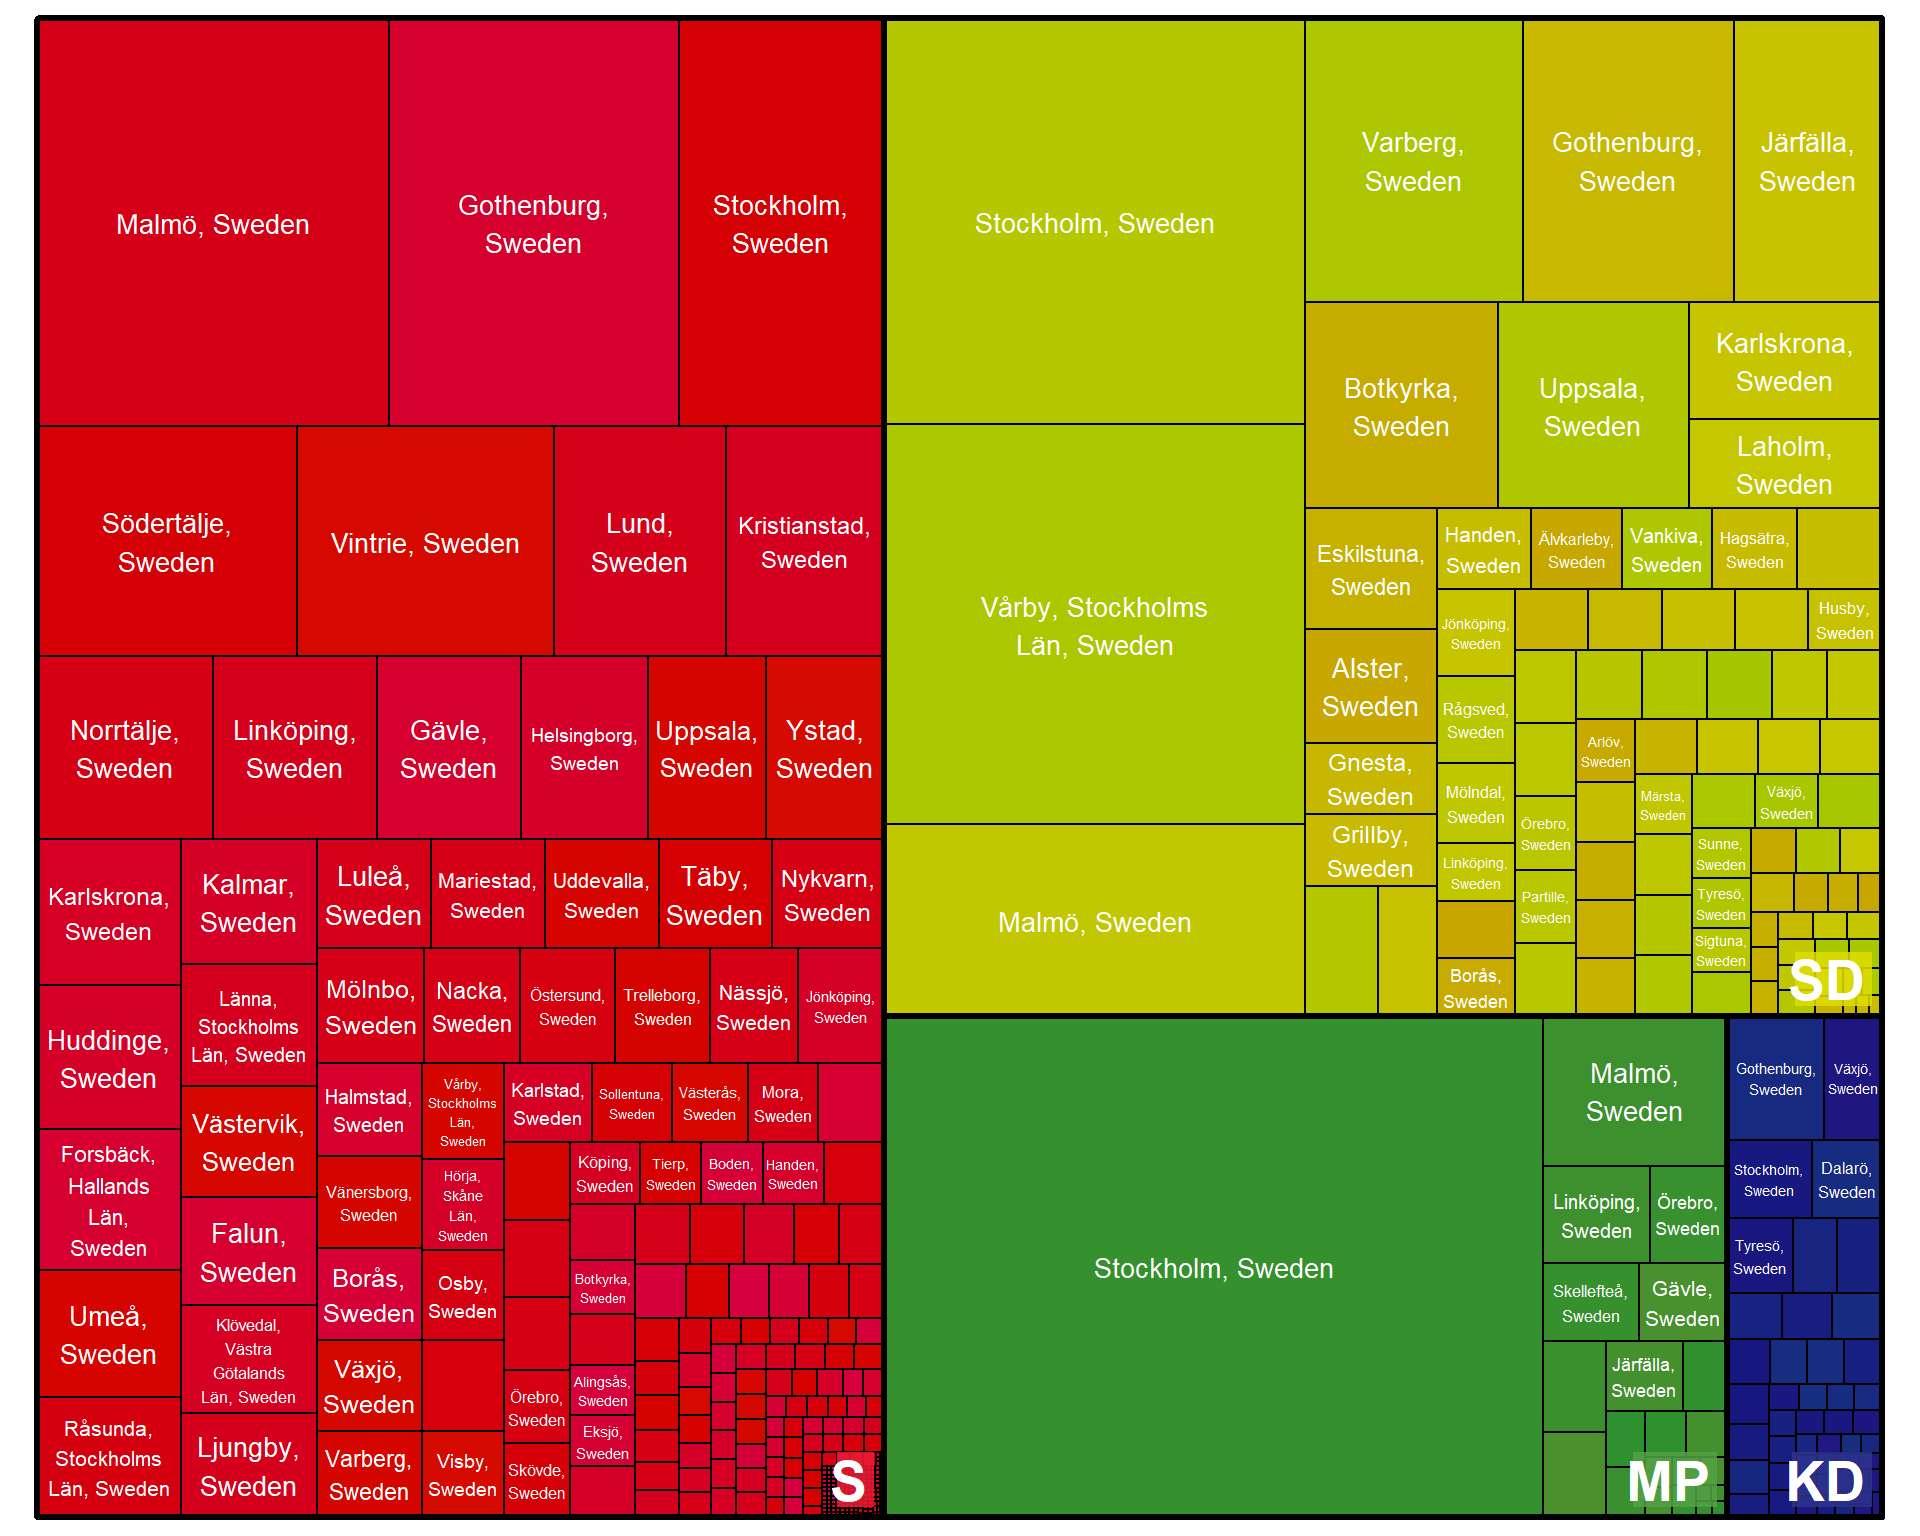 Malmö, Sweden
Gothenburg,
Sweden
Stockholm,
Sweden
Södertälje,
Sweden
Vintrie, Sweden
Lund,
Sweden
Kristianstad,
Sweden
Norrtälje,
Sweden
Linköping,
Sweden
Gävle,
Sweden
Helsingborg,
Sweden
Uppsala,
Sweden
Ystad,
Sweden
Karlskrona,
Sweden
Huddinge,
Sweden
Forsbäck,
Hallands
Län,
Sweden
Umeå,
Sweden
Råsunda,
Stockholms
Län, Sweden
Kalmar,
Sweden
Länna,
Stockholms
Län, Sweden
Västervik,
Sweden
Falun,
Sweden
Klövedal,
Västra
Götalands
Län, Sweden
Ljungby,
Sweden
Luleå,
Sweden
Mariestad,
Sweden
Uddevalla,
Sweden
Täby,
Sweden
Nykvarn,
Sweden
Mölnbo,
Sweden
Nacka,
Sweden
Östersund,
Sweden
Trelleborg,
Sweden
Nässjö,
Sweden
Jönköping,
Sweden
Halmstad,
Sweden
Vänersborg,
Sweden
Borås,
Sweden
Växjö,
Sweden
Varberg,
Sweden
Vårby,
Stockholms
Län,
Sweden
Hörja,
Skåne
Län,
Sweden
Osby,
Sweden
Visby,
Sweden
Karlstad,
Sweden
Sollentuna,
Sweden
Västerås,
Sweden
Mora,
Sweden
Köping,
Sweden
Tierp,
Sweden
Boden,
Sweden
Handen,
Sweden
Botkyrka,
Sweden
Alingsås,
Sweden
Eksjö,
Sweden
Örebro,
Sweden
Skövde,
Sweden
S
Stockholm, Sweden
Vårby, Stockholms
Län, Sweden
Malmö, Sweden
Varberg,
Sweden
Gothenburg,
Sweden
Järfälla,
Sweden
Botkyrka,
Sweden
Uppsala,
Sweden
Karlskrona,
Sweden
Laholm,
Sweden
Eskilstuna,
Sweden
Alster,
Sweden
Gnesta,
Sweden
Grillby,
Sweden
Handen,
Sweden
Älvkarleby,
Sweden
Vankiva,
Sweden
Hagsätra,
Sweden
Jönköping,
Sweden
Rågsved,
Sweden
Mölndal,
Sweden
Linköping,
Sweden
Borås,
Sweden
Husby,
Sweden
Arlöv,
Sweden
Örebro,
Sweden
Partille,
Sweden
Märsta,
Sweden
Växjö,
Sweden
Sunne,
Sweden
Tyresö,
Sweden
Sigtuna,
Sweden
SD
Stockholm, Sweden
Malmö,
Sweden
Linköping,
Sweden
Örebro,
Sweden
Skellefteå,
Sweden
Gävle,
Sweden
Järfälla,
Sweden
MP
Gothenburg,
Sweden
Växjö,
Sweden
Stockholm,
Sweden
Dalarö,
Sweden
Tyresö,
Sweden
KD